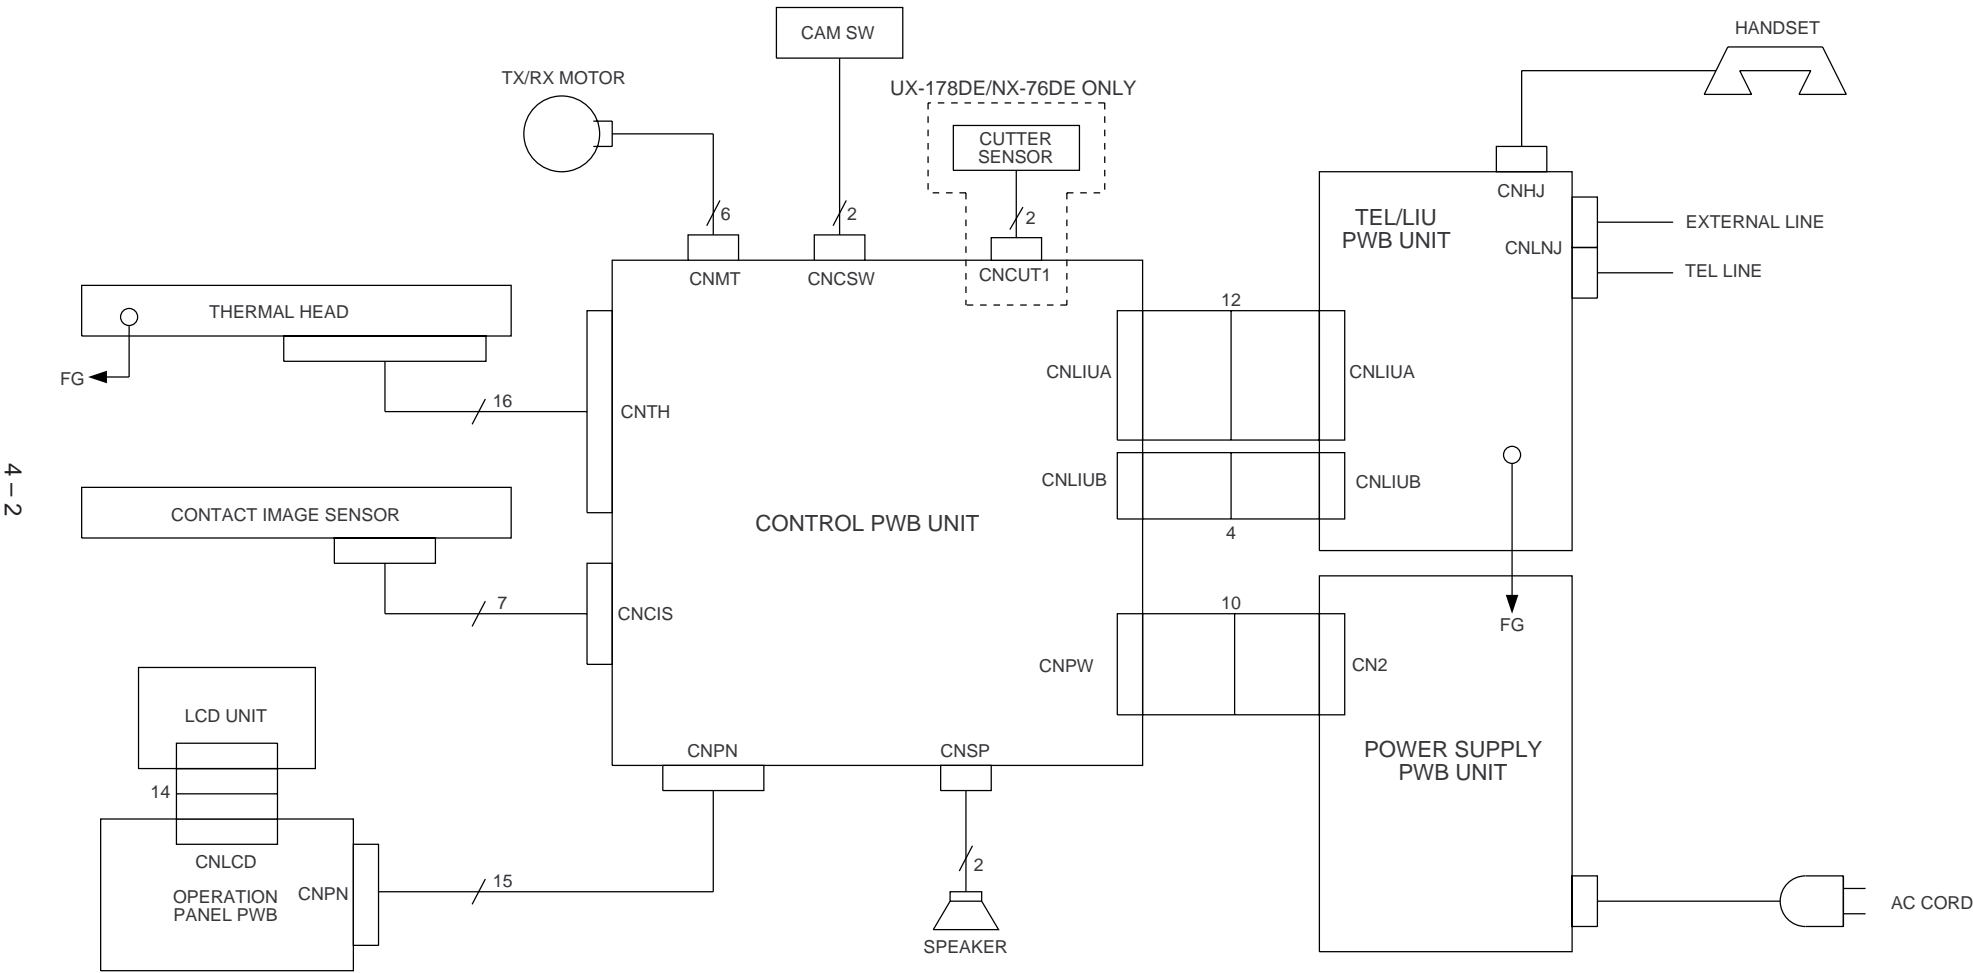 HANDSET
CAM SW
TX/RX MOTOR
UX-178DE/NX-76DE ONLY
CUTTER
SENSOR
6
2
2
CNHJ
TEL/LIU
PWB UNIT
EXTERNAL LINE
CNLNJ
TEL LINE
CNMT
CNCSW
CNCUT1
THERMAL HEAD
12
FG
CNLIUA
CNLIUA
16
CNTH
4 – 2
CNLIUB
CNLIUB
CONTACT IMAGE SENSOR
CONTROL PWB UNIT
4
7
10
CNCIS
FG
CNPW
CN2
LCD UNIT
CNPN
CNSP
POWER SUPPLY
PWB UNIT
14
CNLCD
2
15
OPERATION
PANEL PWB
CNPN
AC CORD
SPEAKER